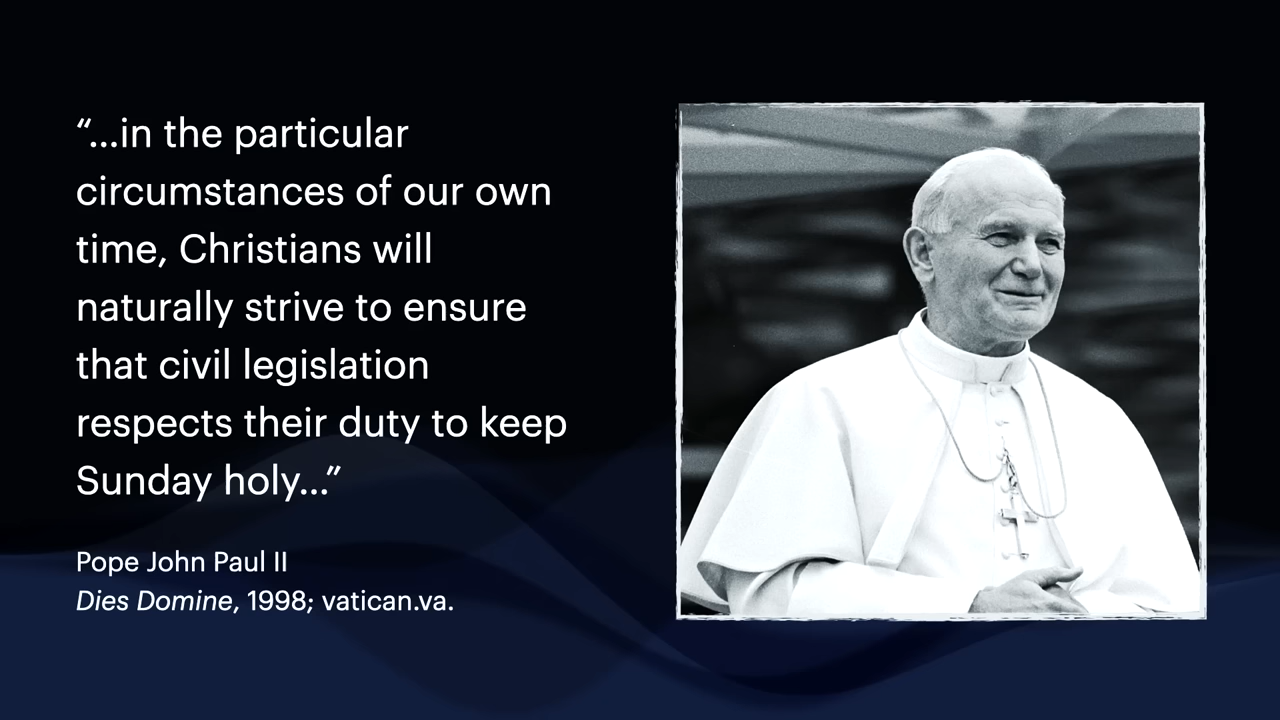 “...in the particular
circumstances of our own
time, Christians will
naturally strive to ensure
that civil legislation
respects their duty to keep
Sunday holy...”
Pope John Paul II
Dies Domine, 1998; vatican.va.